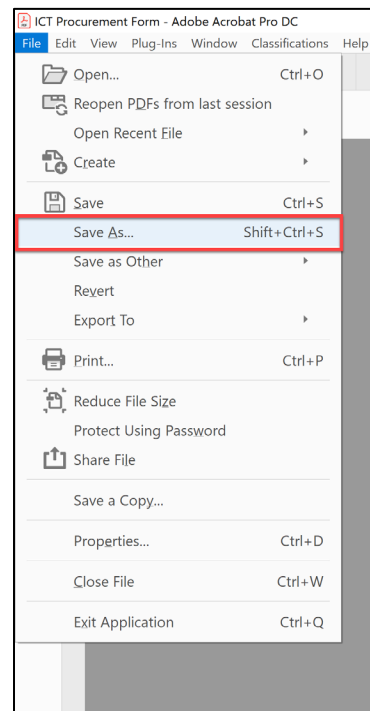 ICT Procurement Form - Adobe Acrobat Pro DC
File Edit View Plug-Ins Window Classifications Help
Open... Ctrl+O
Reopen PDFs from last session
Open Recent File
Create
Save Ctrl+S
Save As... Shift+Ctrl+S
Save as Other
Revert
Export To
Print... Ctrl+P
Reduce File Size
Protect Using Password
Share File
Save a Copy...
Properties... Ctrl+D
Close File Ctrl+W
Exit Application Ctrl+Q